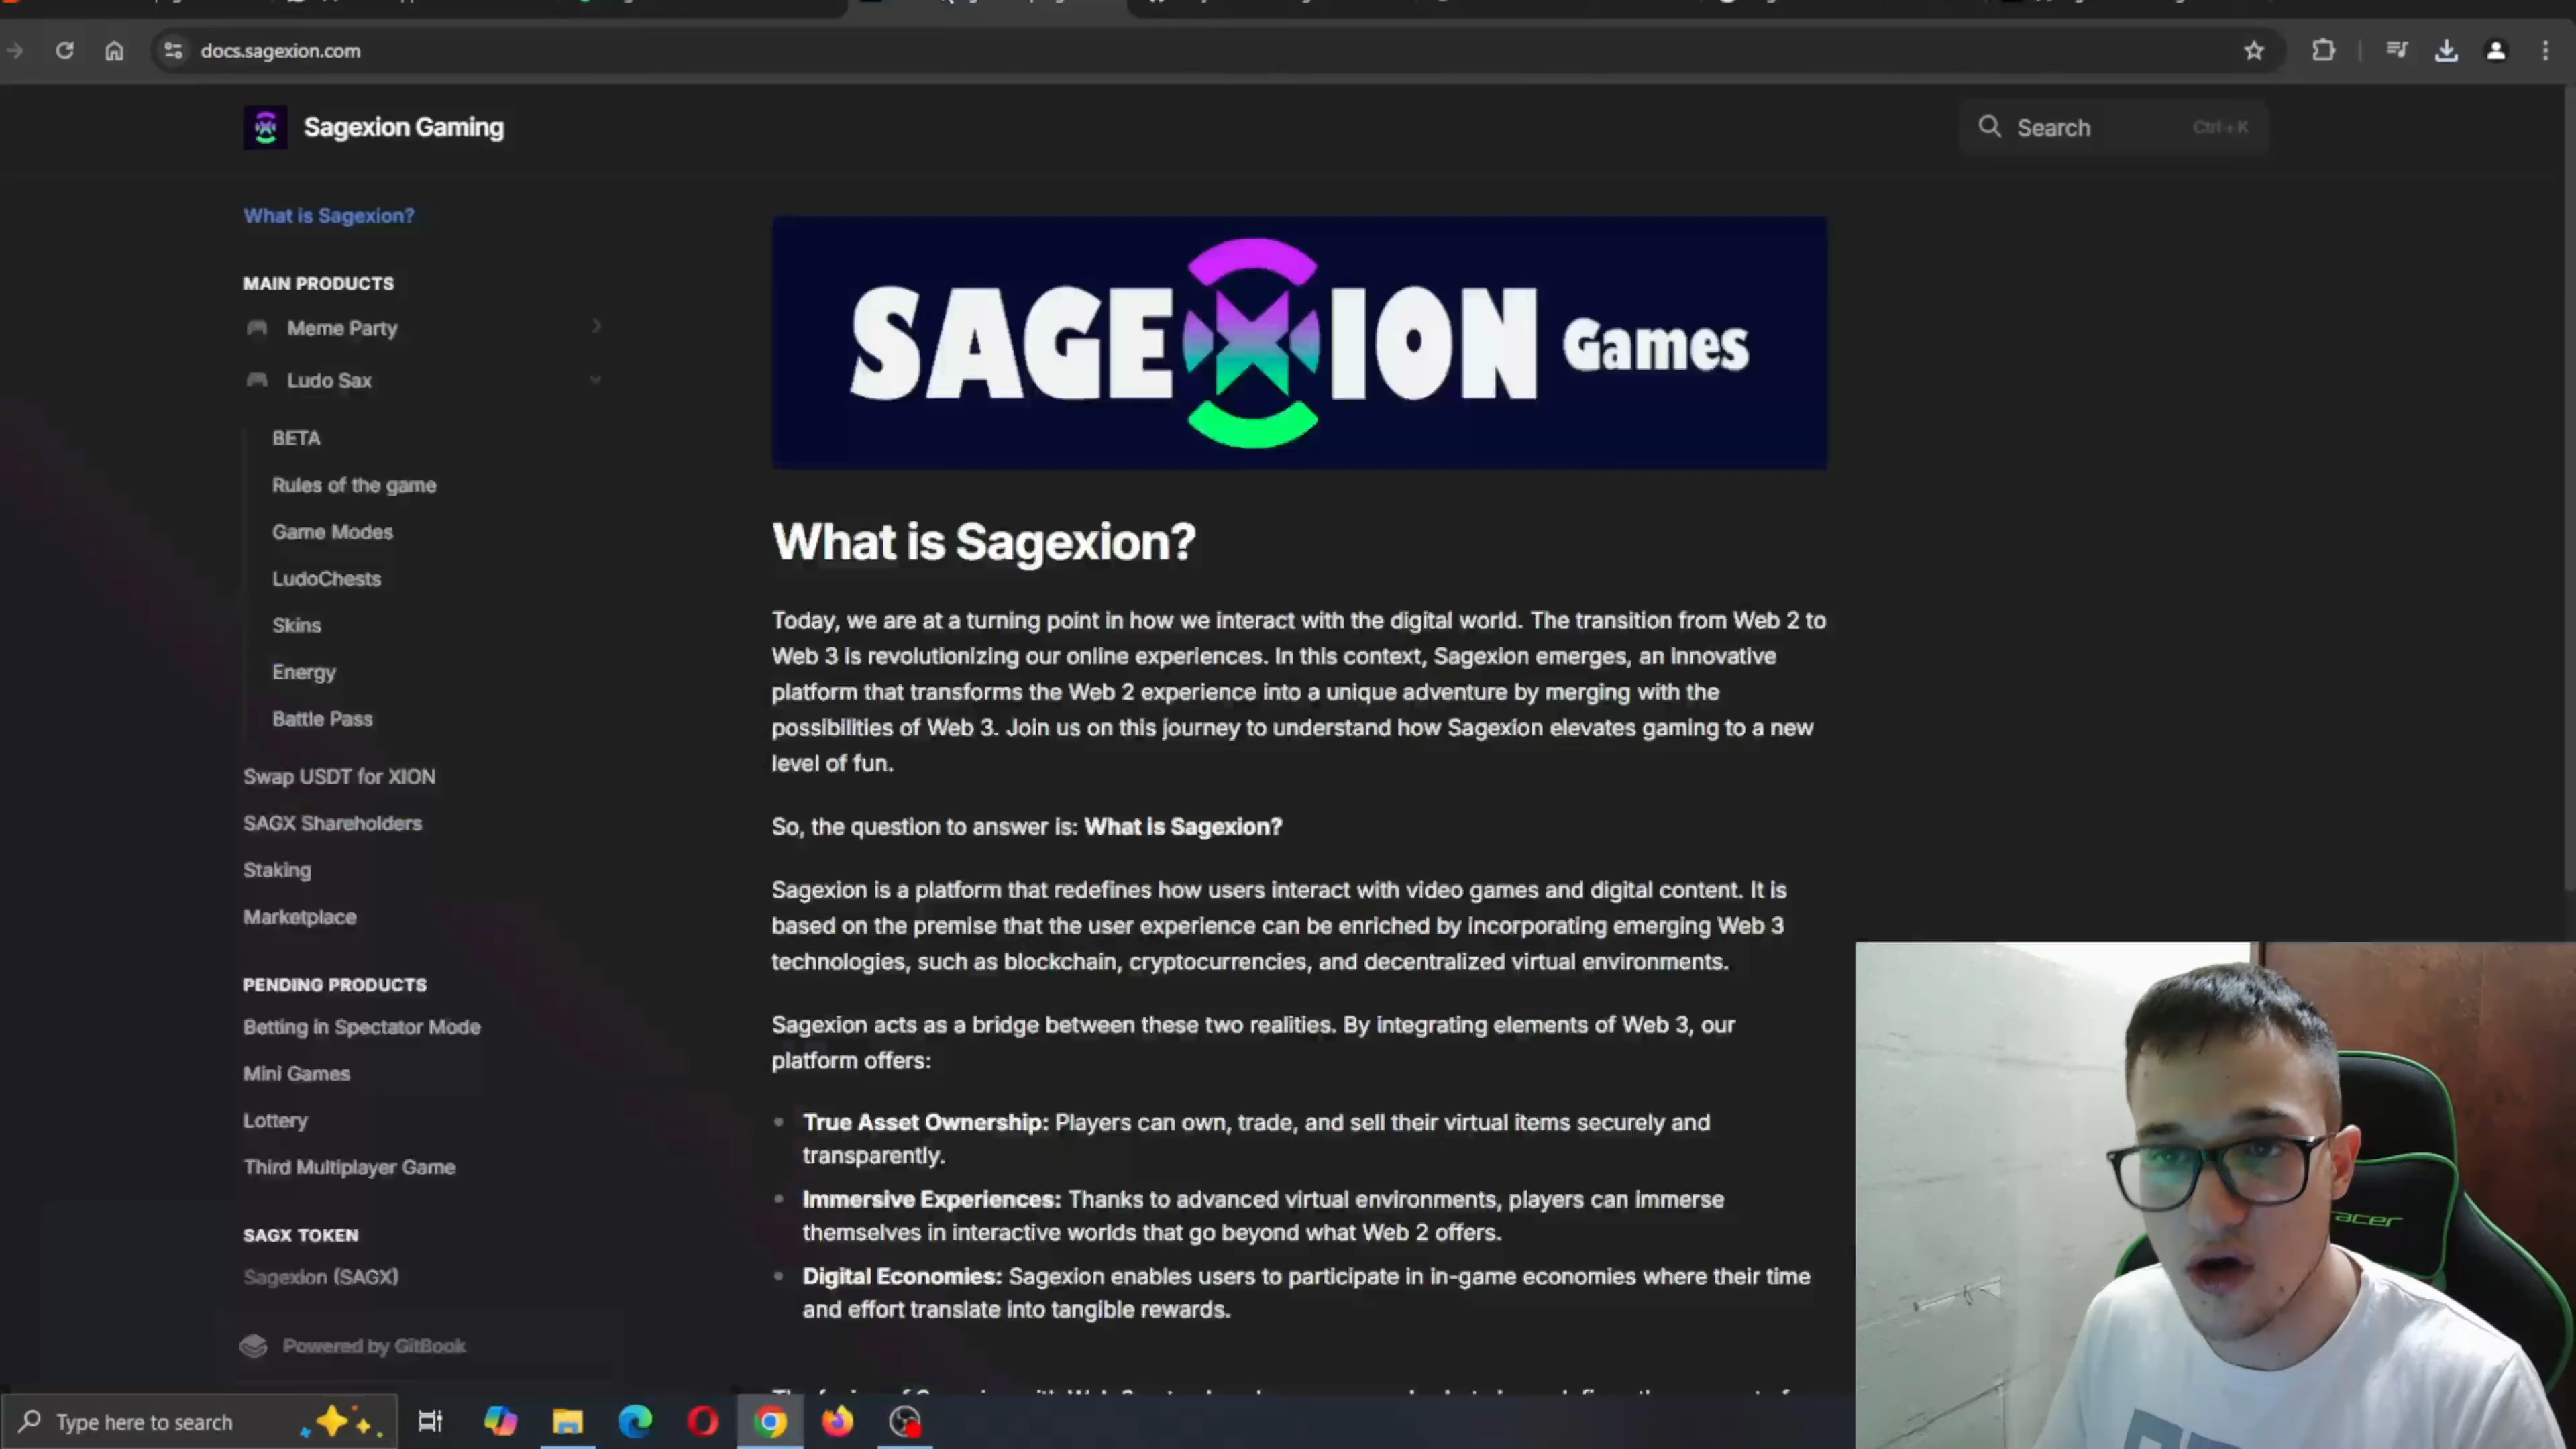 docs.sagexion.com
Sagexion Gaming
Search
Ctrl+K
What is Sagexion?
MAIN PRODUCTS
Meme Party
Ludo Sax
BETA
Rules of the game
Game Modes
LudoChests
Skins
Energy
Battle Pass
Swap USDT for XION
SAGX Shareholders
Staking
Marketplace
PENDING PRODUCTS
Betting in Spectator Mode
Mini Games
Lottery
Third Multiplayer Game
SAGX TOKEN
Sagexion (SAGX)
Powered by GitBook
SAGEXION Games
What is Sagexion?
Today, we are at a turning point in how we interact with the digital world. The transition from Web 2 to
Web 3 is revolutionizing our online experiences. In this context, Sagexion emerges, an innovative
platform that transforms the Web 2 experience into a unique adventure by merging with the
possibilities of Web 3. Join us on this journey to understand how Sagexion elevates gaming to a new
level of fun.
So, the question to answer is: What is Sagexion?
Sagexion is a platform that redefines how users interact with video games and digital content. It is
based on the premise that the user experience can be enriched by incorporating emerging Web 3
technologies, such as blockchain, cryptocurrencies, and decentralized virtual environments.
Sagexion acts as a bridge between these two realities. By integrating elements of Web 3, our
platform offers:
True Asset Ownership: Players can own, trade, and sell their virtual items securely and
transparently.
Immersive Experiences: Thanks to advanced virtual environments, players can immerse
themselves in interactive worlds that go beyond what Web 2 offers.
Digital Economies: Sagexion enables users to participate in in-game economies where their time
and effort translate into tangible rewards.
acer
Type here to search